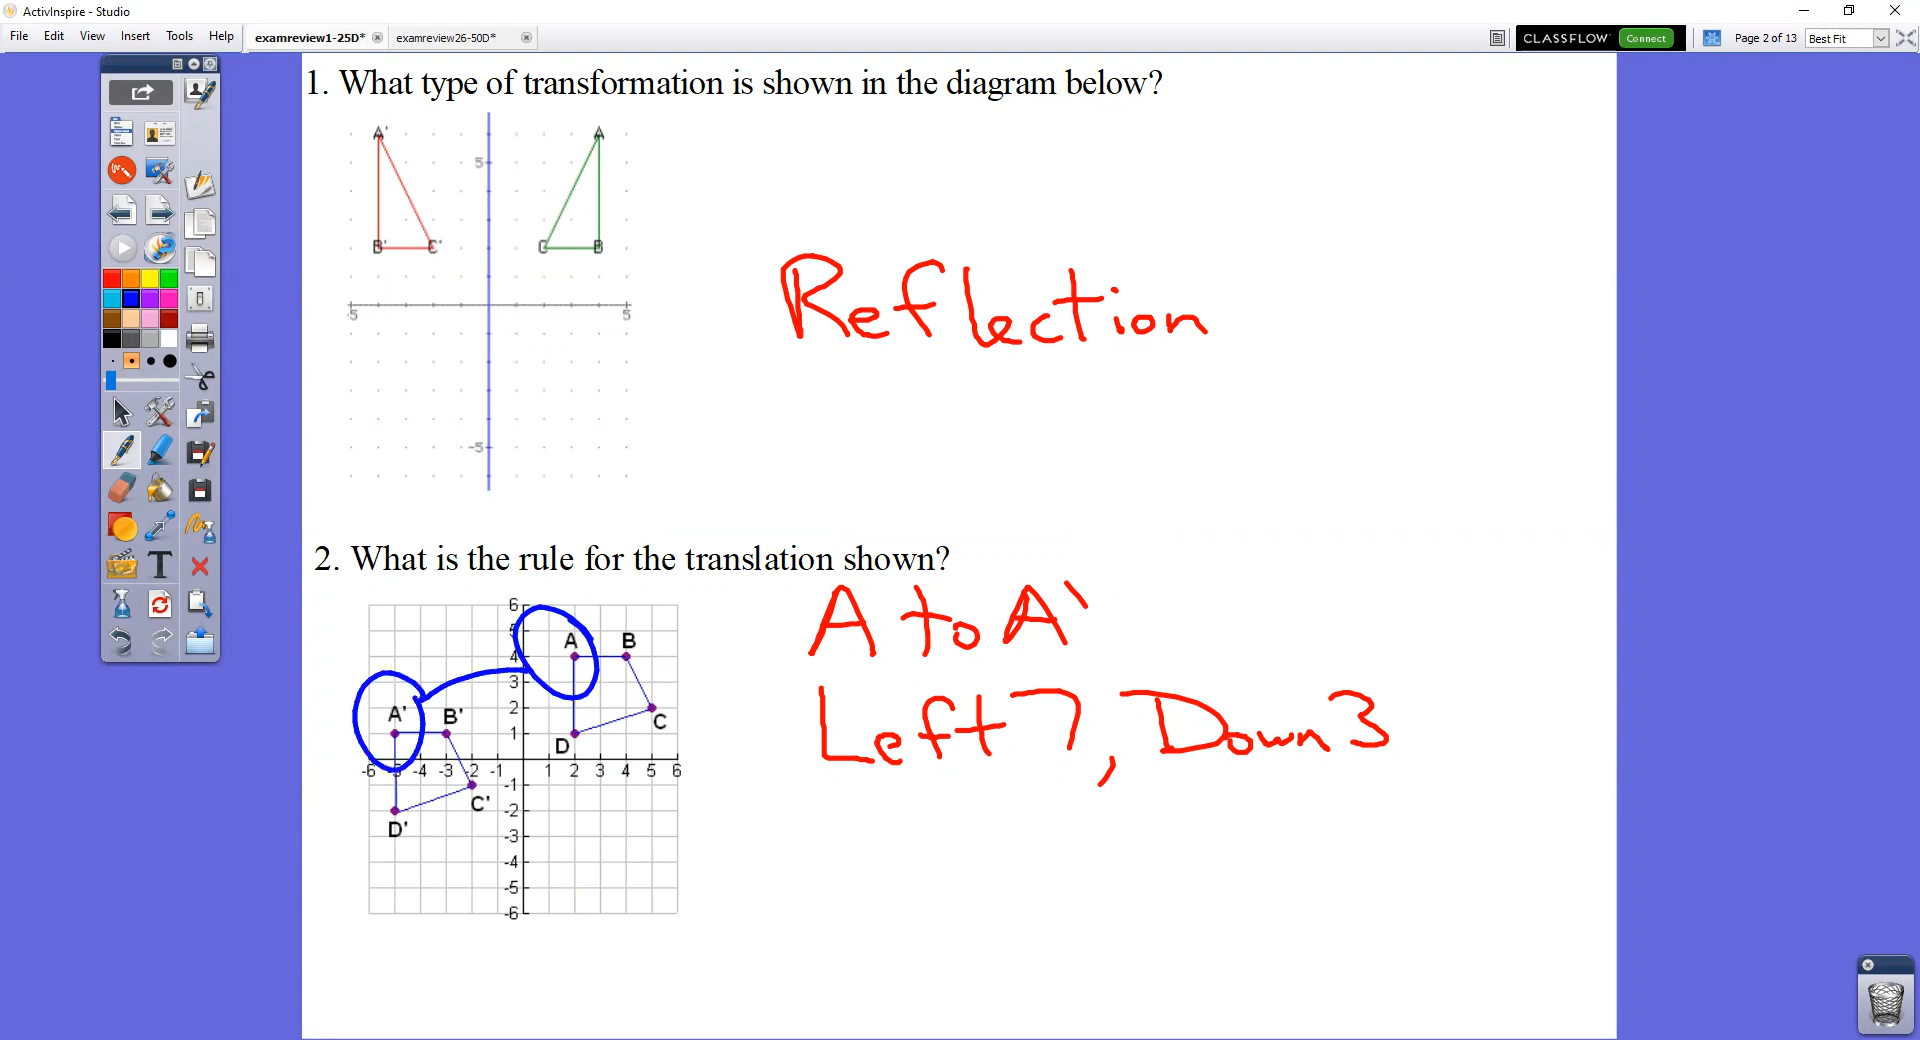 ActivInspire - Studio
File Edit View Insert Tools Help
examreview1-25D* examreview26-50D*
CLASSFLOW Connect
Page 2 of 13 Best Fit
1. What type of transformation is shown in the diagram below?
A' A
5
B' C' C B
-5 5
-5
Reflection
2. What is the rule for the translation shown?
A to A'
Left 7, Down 3
6
5
A B
4
3
A' B' 2 C
1 D
-6 -5 -4 -3 -2 -1 1 2 3 4 5 6
-1
C' -2
D' -3
-4
-5
-6
T